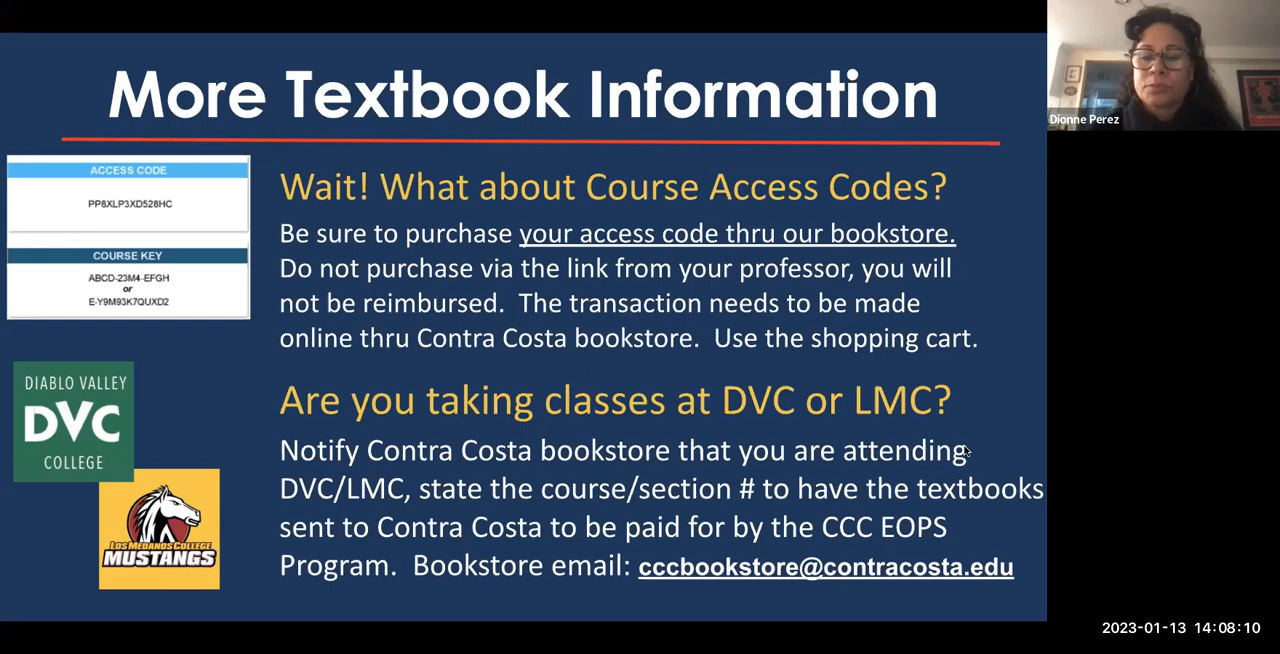 More Textbook Information
Dionne Perez
ACCESS CODE
PP8XLP3XD528HC
COURSE KEY
ABCD-23M4-EFGH
or
E-Y9M93K7QUXD2
Wait! What about Course Access Codes?
Be sure to purchase your access code thru our bookstore.
Do not purchase via the link from your professor, you will
not be reimbursed.  The transaction needs to be made
online thru Contra Costa bookstore.  Use the shopping cart.
DIABLO VALLEY
DVC
COLLEGE
LOS MEDANOS COLLEGE
MUSTANGS
Are you taking classes at DVC or LMC?
Notify Contra Costa bookstore that you are attending
DVC/LMC, state the course/section # to have the textbooks
sent to Contra Costa to be paid for by the CCC EOPS
Program.  Bookstore email: cccbookstore@contracosta.edu
2023-01-13 14:08:10